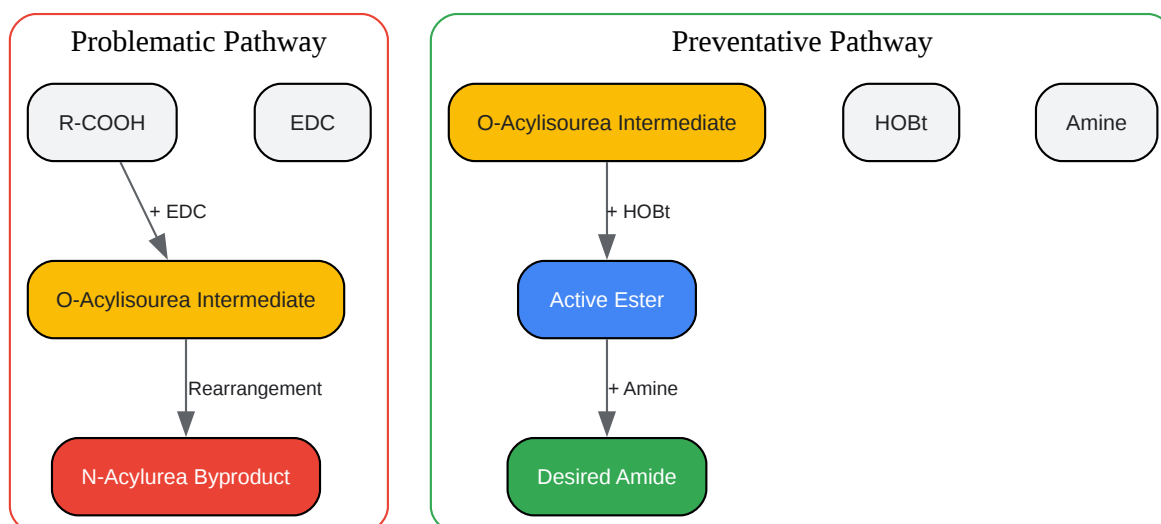 Problematic Pathway
R-COOH
EDC
+ EDC
O-Acylisourea Intermediate
Rearrangement
N-Acylurea Byproduct
Preventative Pathway
O-Acylisourea Intermediate
HOBt
Amine
+ HOBt
Active Ester
+ Amine
Desired Amide